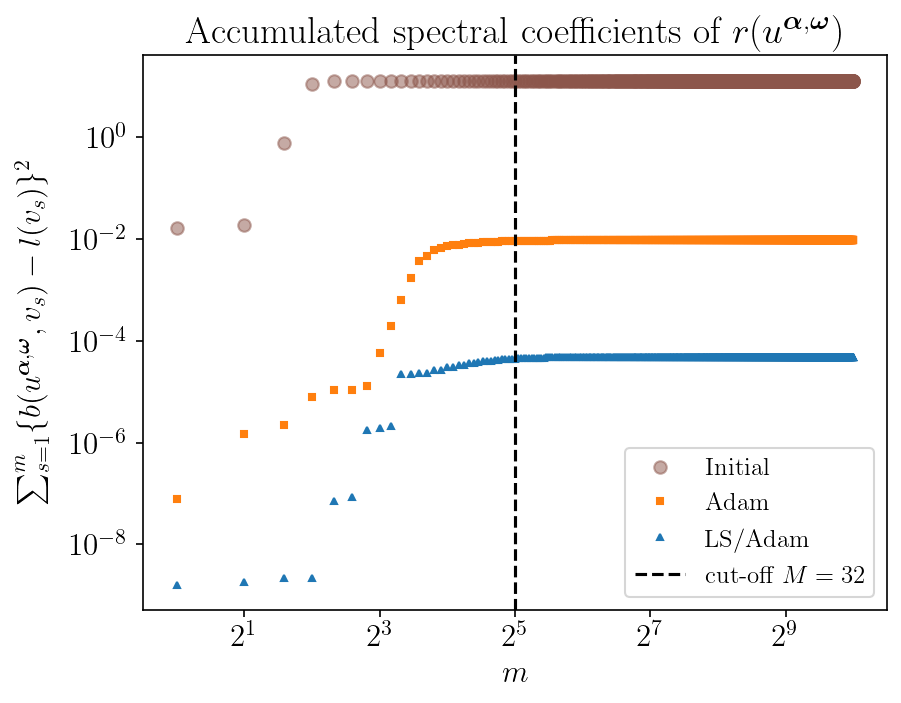 Accumulated spectral coefficients of $r(u^{\boldsymbol{\alpha},\boldsymbol{\omega}})$
$\sum_{s=1}^{m}\{b(u^{\boldsymbol{\alpha},\boldsymbol{\omega}}, v_s) - l(v_s)\}^2$
$10^0$
$10^{-2}$
$10^{-4}$
$10^{-6}$
$10^{-8}$
Initial
Adam
LS/Adam
cut-off $M = 32$
$2^1$ $2^3$ $2^5$ $2^7$ $2^9$
$m$